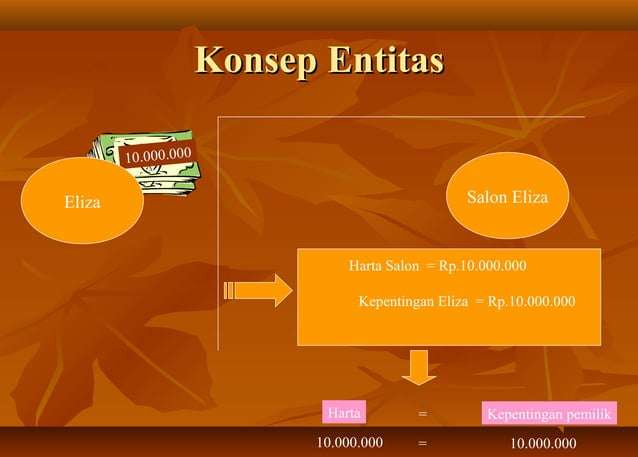 Konsep Entitas
10.000.000
Eliza
Salon Eliza
Harta Salon = Rp.10.000.000
Kepentingan Eliza = Rp.10.000.000
Harta = Kepentingan pemilik
10.000.000 = 10.000.000